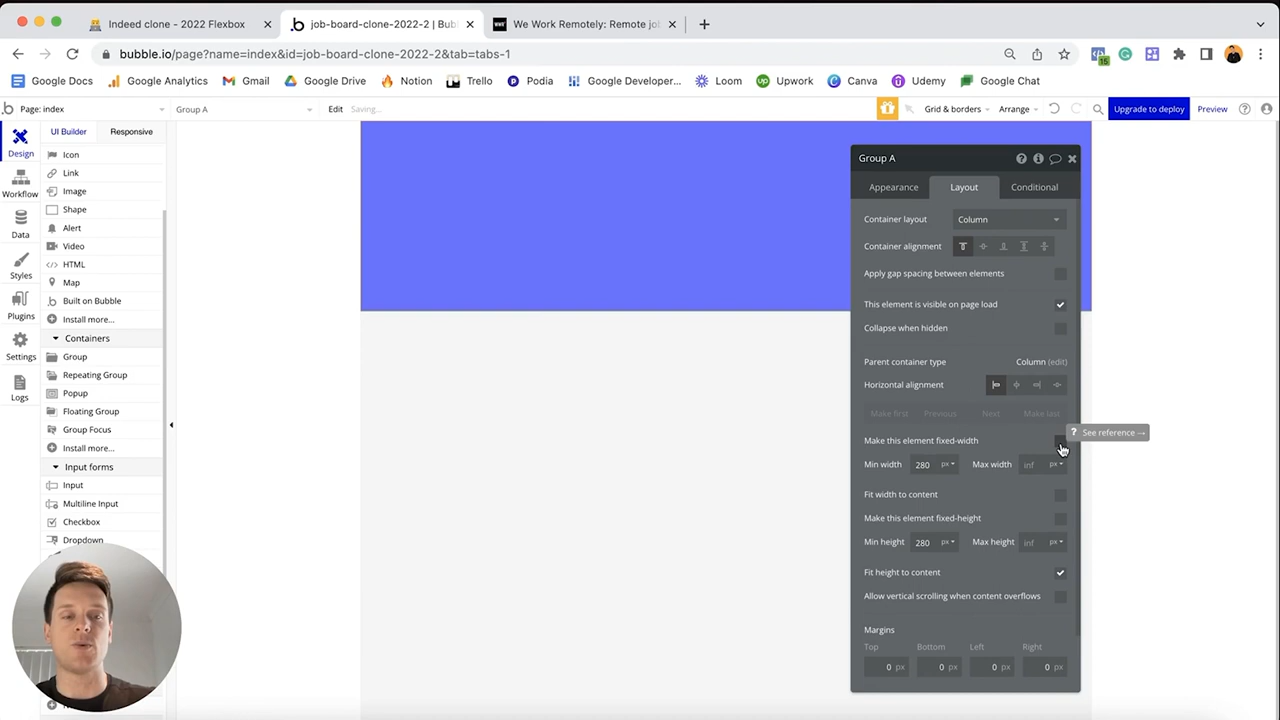 Indeed clone - 2022 Flexbox
job-board-clone-2022-2 | Bub
We Work Remotely: Remote jo
bubble.io/page?name=index&id=job-board-clone-2022-2&tab=tabs-1
15
Google Docs
Google Analytics
Gmail
Google Drive
Notion
Trello
Podia
Google Developer...
Loom
Upwork
Canva
Udemy
Google Chat
Page: index
Group A
Edit
Saving...
Grid & borders
Arrange
Upgrade to deploy
Preview
Design
Workflow
Data
Styles
Plugins
Settings
Logs
UI Builder
Responsive
Icon
Link
Image
Shape
Alert
Video
HTML
Map
Built on Bubble
Install more...
Containers
Group
Repeating Group
Popup
Floating Group
Group Focus
Install more...
Input forms
Input
Multiline Input
Checkbox
Dropdown
Group A
Appearance
Layout
Conditional
Container layout
Column
Container alignment
Apply gap spacing between elements
This element is visible on page load
Collapse when hidden
Parent container type
Column (edit)
Horizontal alignment
Make first
Previous
Next
Make last
Make this element fixed-width
? See reference →
Min width 280 px
Max width inf px
Fit width to content
Make this element fixed-height
Min height 280 px
Max height inf px
Fit height to content
Allow vertical scrolling when content overflows
Margins
Top
Bottom
Left
Right
0 px
0 px
0 px
0 px